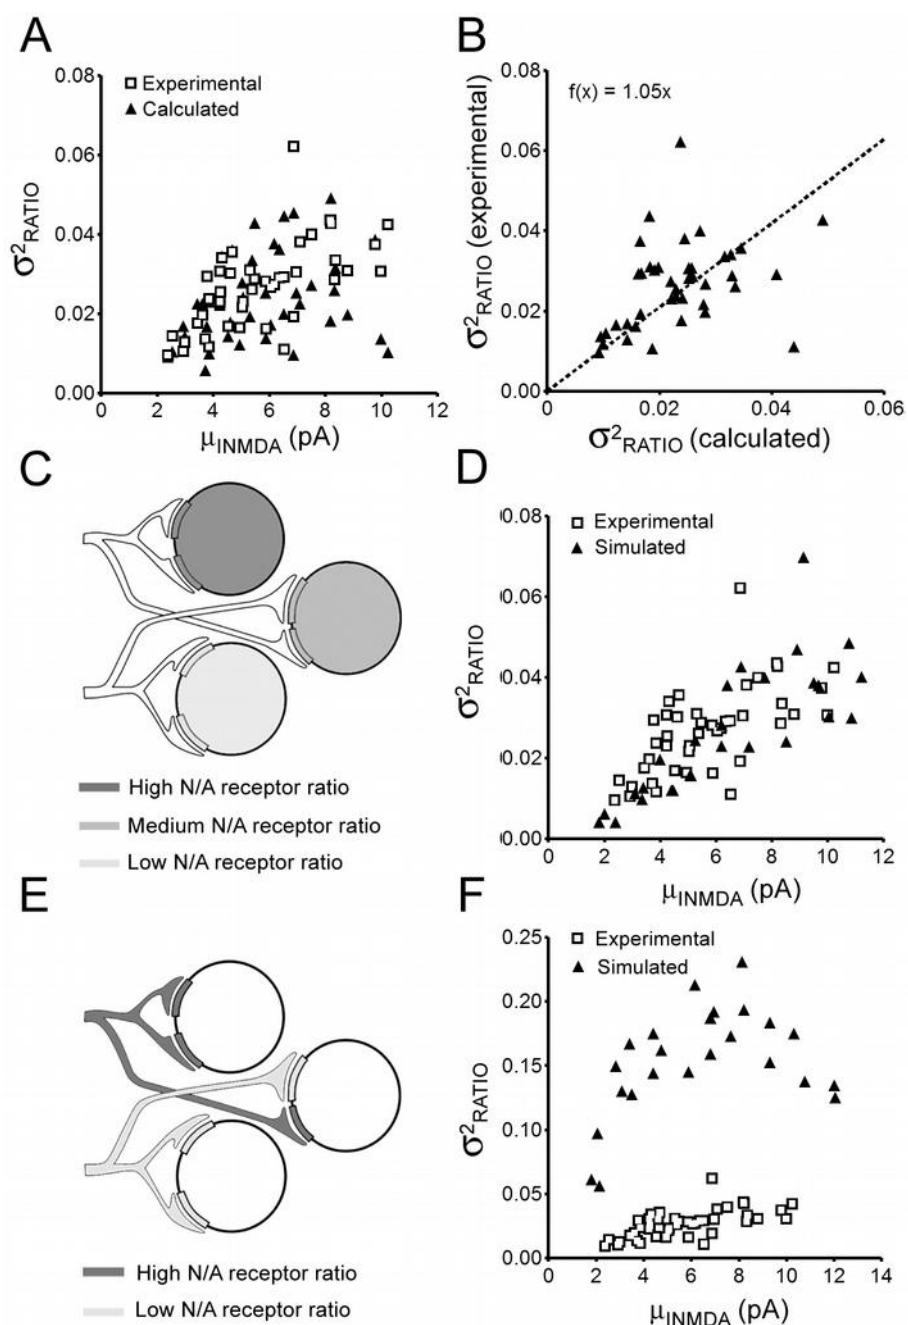 A
0.08
0.06
0.04
0.02
0.00
σ²RATIO
□ Experimental
▲ Calculated
0 2 4 6 8 10 12
μINMDA (pA)
B
0.08
0.06
0.04
0.02
0.00
σ²RATIO (experimental)
f(x) = 1.05x
0 0.02 0.04 0.06
σ²RATIO (calculated)
C
High N/A receptor ratio
Medium N/A receptor ratio
Low N/A receptor ratio
D
0.08
0.06
0.04
0.02
0.00
σ²RATIO
□ Experimental
▲ Simulated
0 2 4 6 8 10 12
μINMDA (pA)
E
High N/A receptor ratio
Low N/A receptor ratio
F
0.25
0.20
0.15
0.10
0.05
0.00
σ²RATIO
□ Experimental
▲ Simulated
0 2 4 6 8 10 12 14
μINMDA (pA)